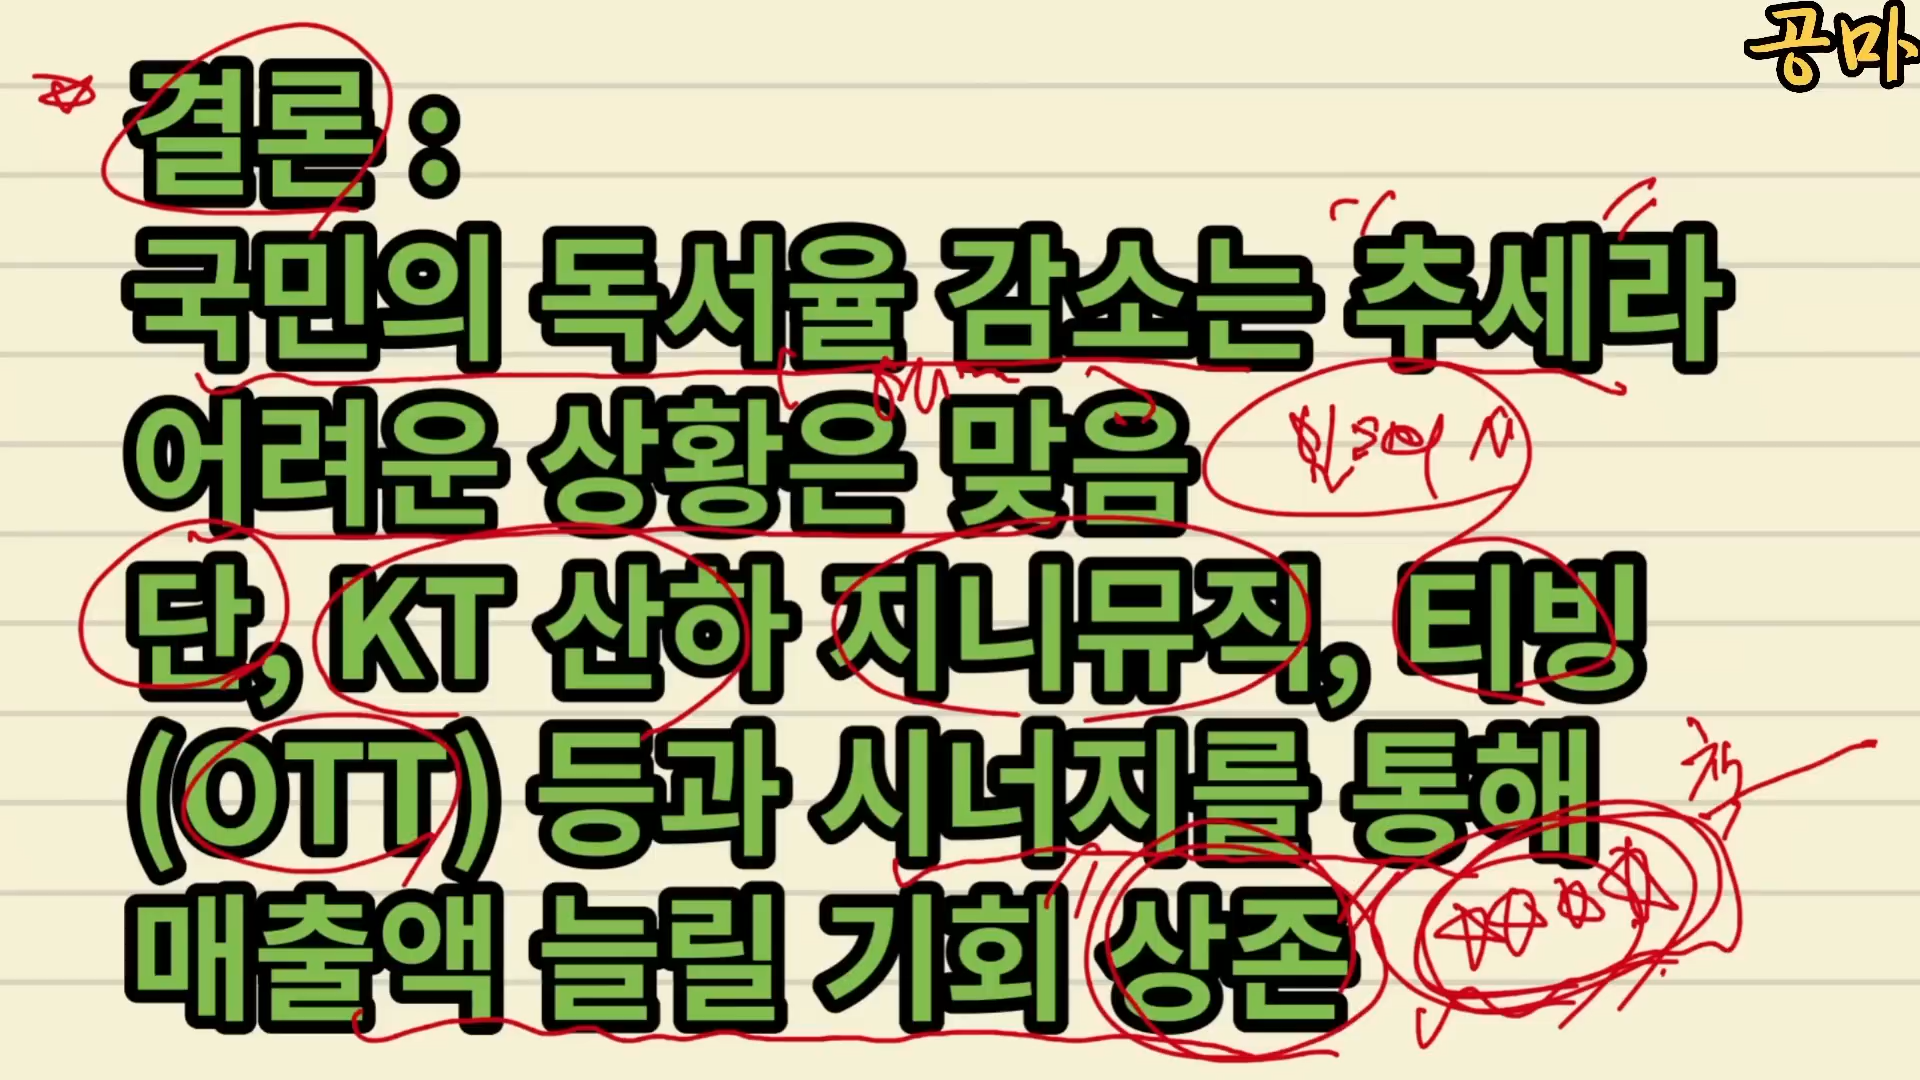 공마
결론 :
국민의 독서율 감소는 추세라
어려운 상황은 맞음
단, KT 산하 지니뮤직, 티빙
(OTT) 등과 시너지를 통해
매출액 늘릴 기회 상존